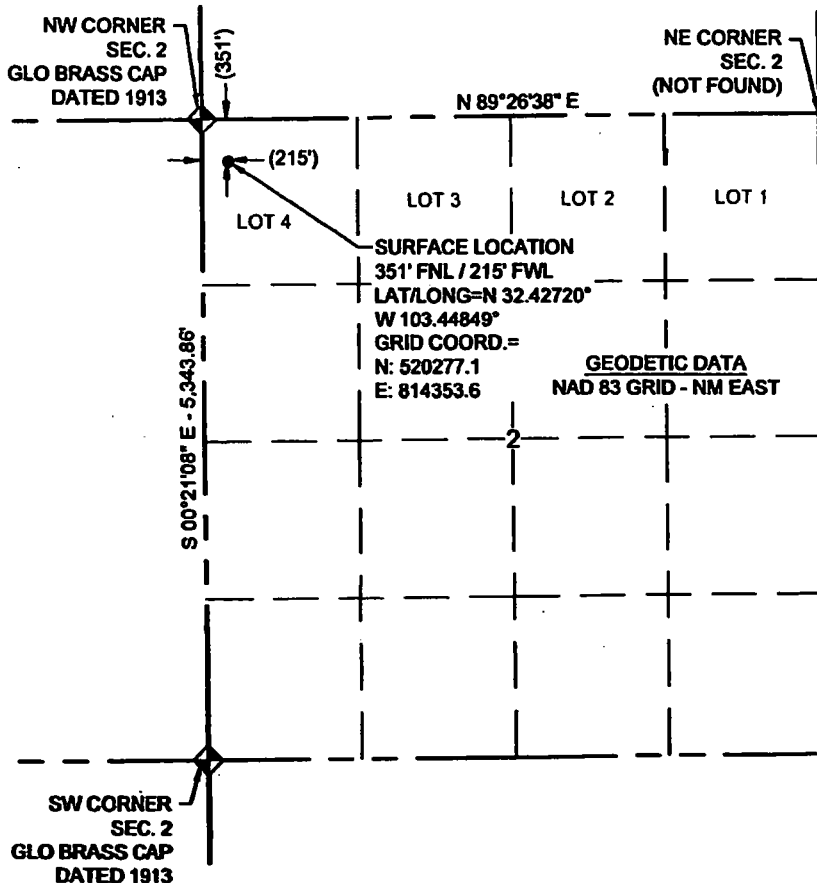 NW CORNER
SEC. 2
GLO BRASS CAP
DATED 1913
(351')
NE CORNER
SEC. 2
(NOT FOUND)
N 89°26'38" E
(215')
LOT 4
LOT 3
LOT 2
LOT 1
SURFACE LOCATION
351' FNL / 215' FWL
LAT/LONG=N 32.42720°
W 103.44849°
GRID COORD.=
N: 520277.1
E: 814353.6
GEODETIC DATA
NAD 83 GRID - NM EAST
S 00°21'08" E - 5,343.86'
2
SW CORNER
SEC. 2
GLO BRASS CAP
DATED 1913